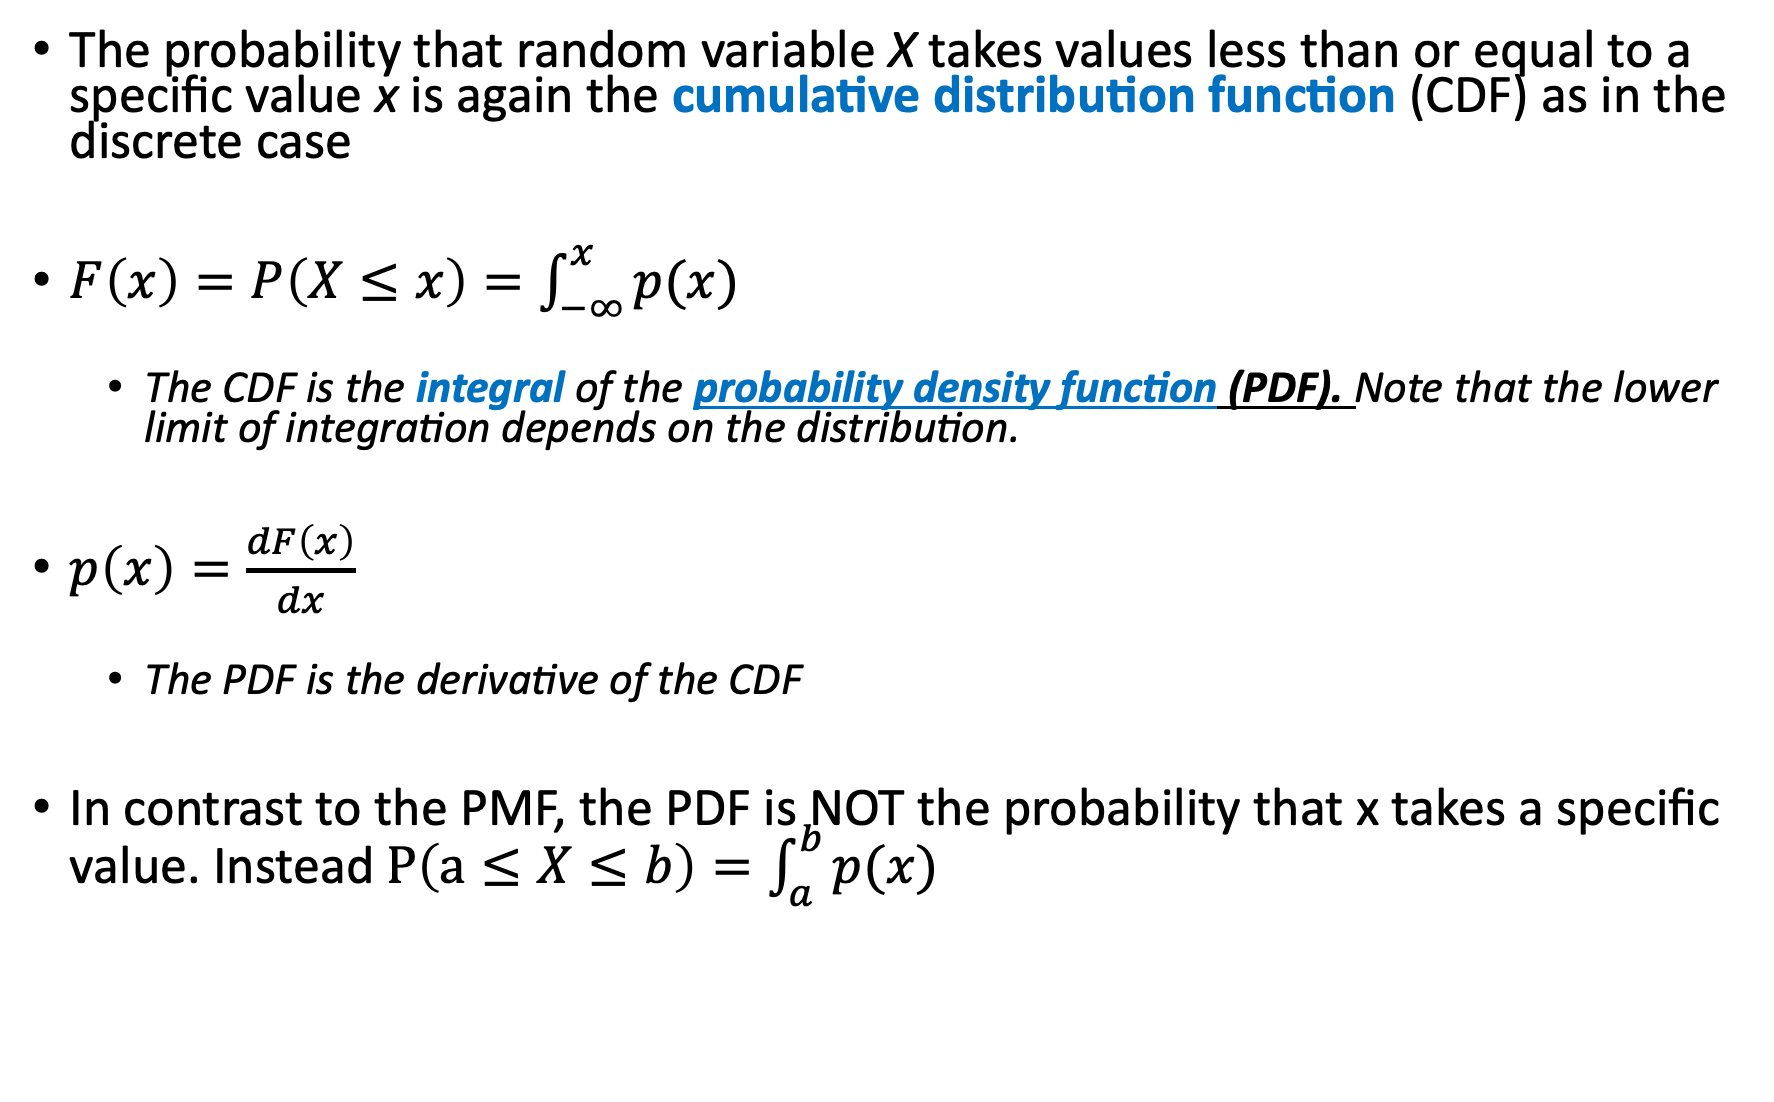 • The probability that random variable X takes values less than or equal to a
specific value x is again the cumulative distribution function (CDF) as in the
discrete case
• F(x) = P(X ≤ x) = ∫_{−∞}^{x} p(x)
• The CDF is the integral of the probability density function (PDF). Note that the lower
limit of integration depends on the distribution.
• p(x) = dF(x)/dx
• The PDF is the derivative of the CDF
• In contrast to the PMF, the PDF is NOT the probability that x takes a specific
value. Instead P(a ≤ X ≤ b) = ∫_{a}^{b} p(x)